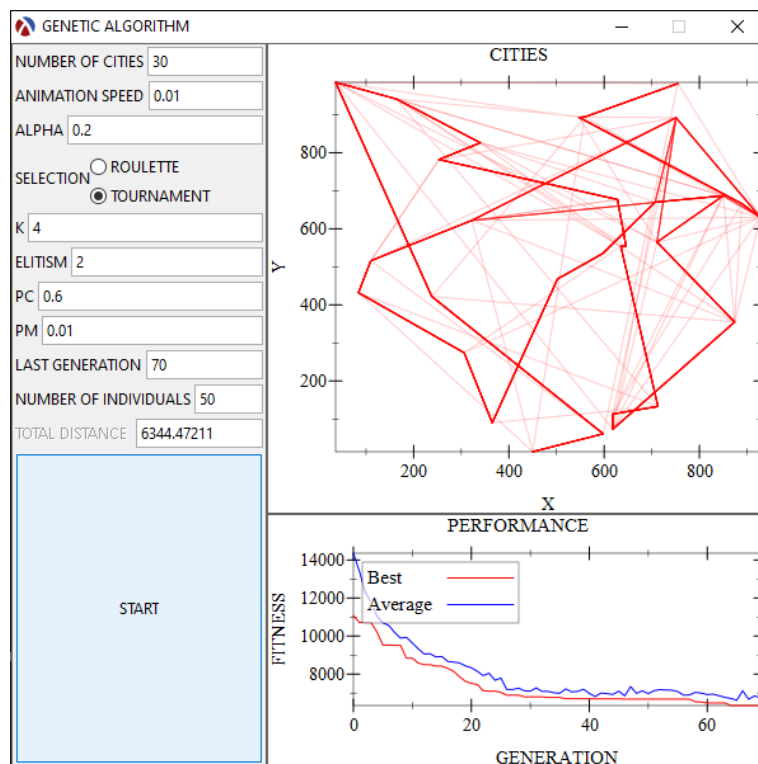 GENETIC ALGORITHM
NUMBER OF CITIES 30
ANIMATION SPEED 0.01
ALPHA 0.2
SELECTION
ROULETTE
TOURNAMENT
K 4
ELITISM 2
PC 0.6
PM 0.01
LAST GENERATION 70
NUMBER OF INDIVIDUALS 50
TOTAL DISTANCE 6344.47211
START
CITIES
800
600
Y
400
200
200 400 600 800
X
PERFORMANCE
14000
12000
10000
8000
FITNESS
Best
Average
0 20 40 60
GENERATION